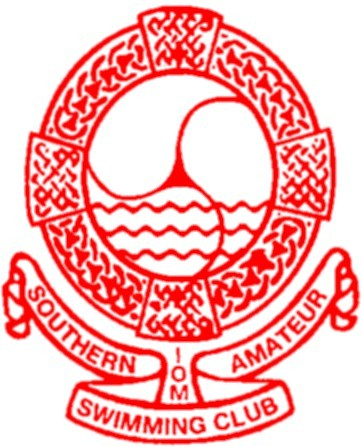 SOUTHERN
IOM
AMATEUR
SWIMMING CLUB